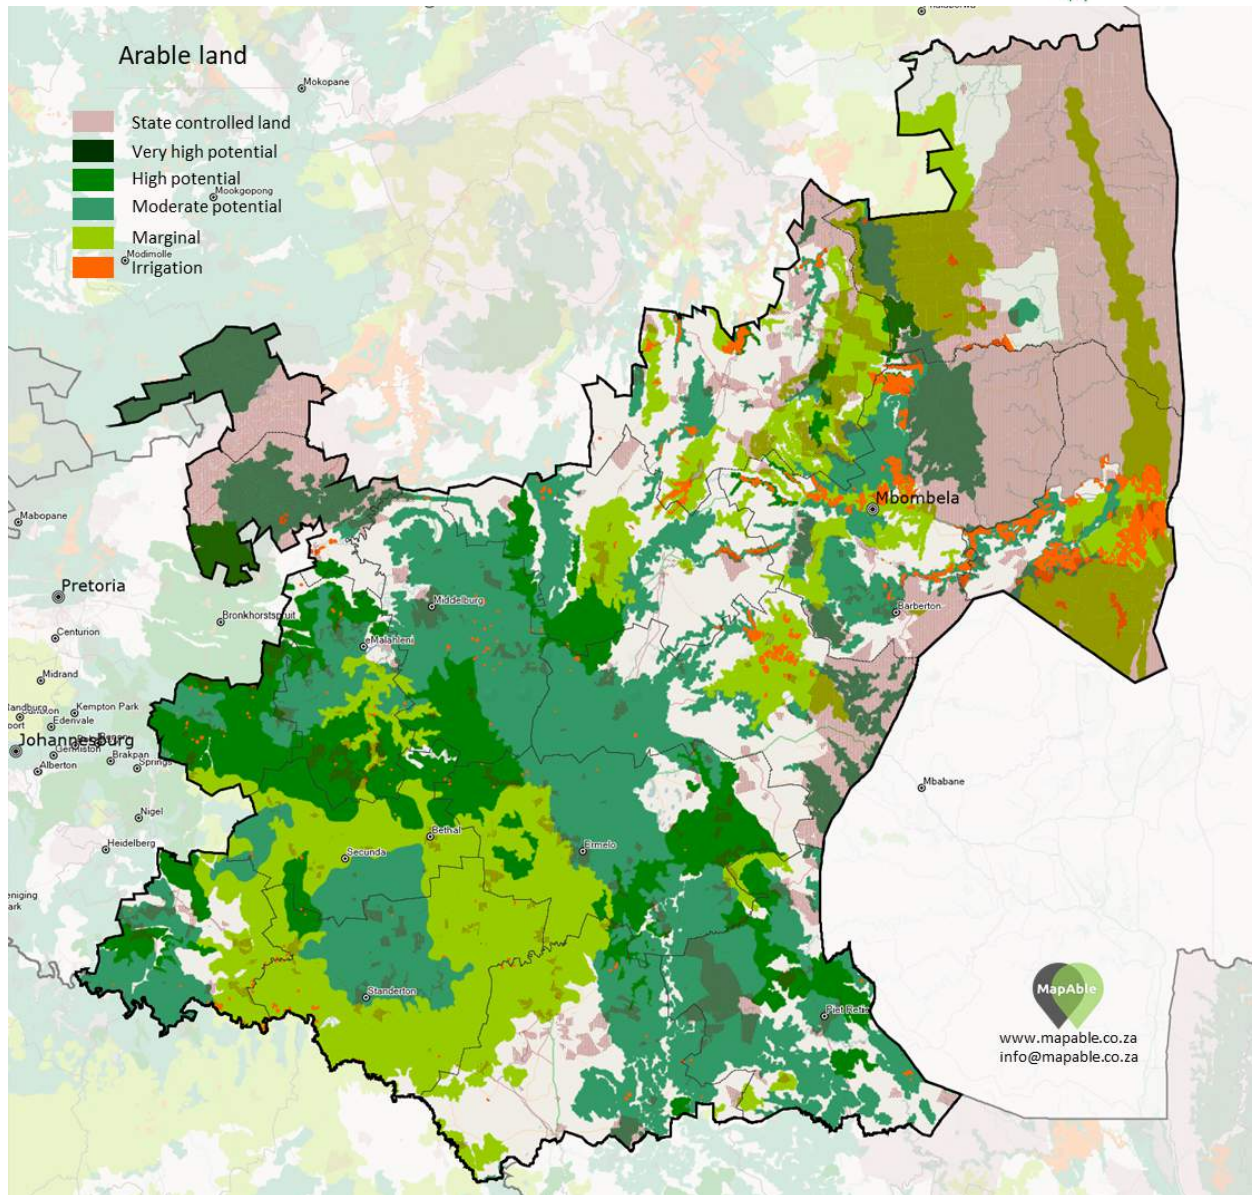 Arable land
State controlled land
Very high potential
High potential
Moderate potential
Marginal
Irrigation
Mokopane
Mookgopong
Modimolle
Mabopane
Pretoria
Centurion
Bronkhorstspruit
Midrand
Kempton Park
Edenvale
Johannesburg
Germiston
Alberton
Brakpan
Springs
Nigel
Heidelberg
Middelburg
eMalahleni
Mbombela
Barberton
Mbabane
Bethal
Secunda
Ermelo
Standerton
Piet Retie
MapAble
www.mapable.co.za
info@mapable.co.za